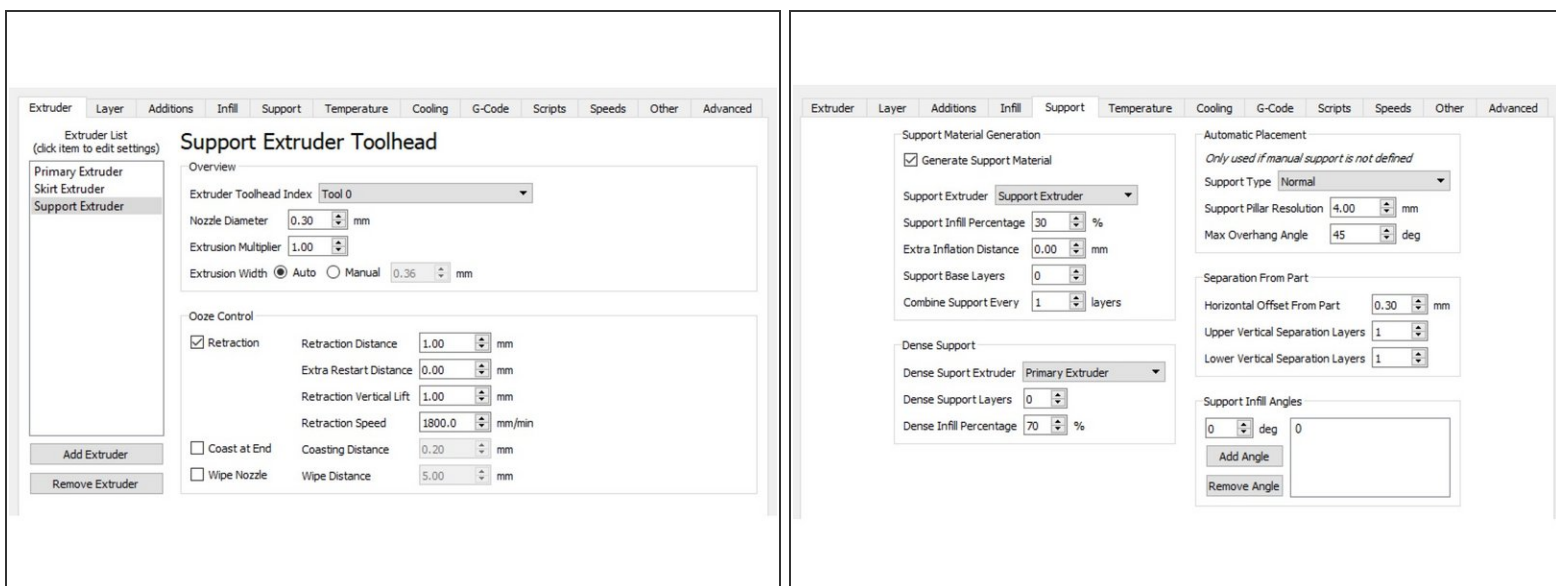 Extruder Layer Additions Infill Support Temperature Cooling G-Code Scripts Speeds Other Advanced
Extruder List
(click item to edit settings)
Primary Extruder
Skirt Extruder
Support Extruder
Add Extruder
Remove Extruder
Support Extruder Toolhead
Overview
Extruder Toolhead Index Tool 0
Nozzle Diameter 0.30 mm
Extrusion Multiplier 1.00
Extrusion Width Auto Manual 0.36 mm
Ooze Control
Retraction Retraction Distance 1.00 mm
Extra Restart Distance 0.00 mm
Retraction Vertical Lift 1.00 mm
Retraction Speed 1800.0 mm/min
Coast at End Coasting Distance 0.20 mm
Wipe Nozzle Wipe Distance 5.00 mm
Extruder Layer Additions Infill Support Temperature Cooling G-Code Scripts Speeds Other Advanced
Support Material Generation
Generate Support Material
Support Extruder Support Extruder
Support Infill Percentage 30 %
Extra Inflation Distance 0.00 mm
Support Base Layers 0
Combine Support Every 1 layers
Dense Support
Dense Suport Extruder Primary Extruder
Dense Support Layers 0
Dense Infill Percentage 70 %
Automatic Placement
Only used if manual support is not defined
Support Type Normal
Support Pillar Resolution 4.00 mm
Max Overhang Angle 45 deg
Separation From Part
Horizontal Offset From Part 0.30 mm
Upper Vertical Separation Layers 1
Lower Vertical Separation Layers 1
Support Infill Angles
0 deg 0
Add Angle
Remove Angle